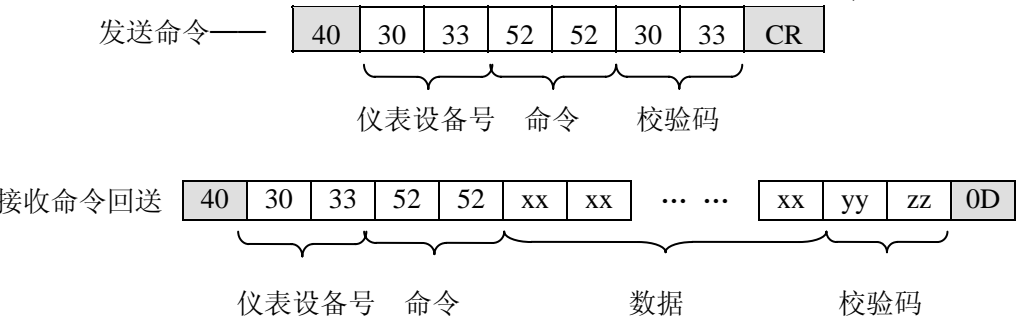 发送命令—— 40 30 33 52 52 30 33 CR
仪表设备号 命令 校验码
接收命令回送 40 30 33 52 52 xx xx … … xx yy zz 0D
仪表设备号 命令 数据 校验码